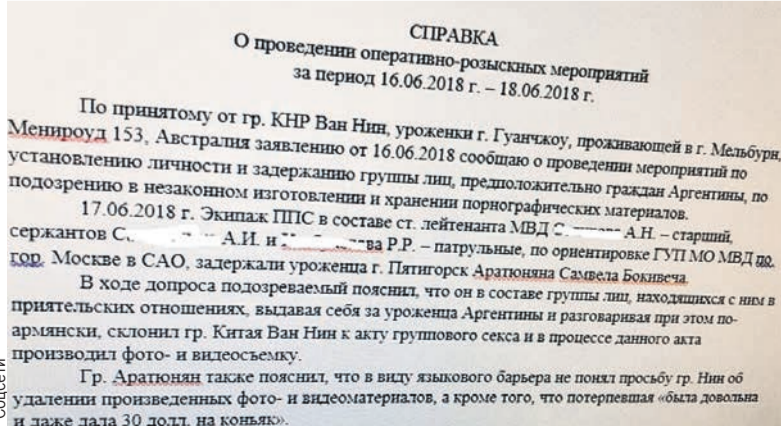 СПРАВКА
О проведении оперативно-розыскных мероприятий
за период 16.06.2018 г. – 18.06.2018 г.
По принятому от гр. КНР Ван Нин, уроженки г. Гуанчжоу, проживающей в г. Мельбурн,
Менироуд 153, Австралия заявлению от 16.06.2018 сообщаю о проведении мероприятий по
установлению личности и задержанию группы лиц, предположительно граждан Аргентины, по
подозрению в незаконном изготовлении и хранении порнографических материалов.
17.06.2018 г. Экипаж ППС в составе ст. лейтенанта МВД А.Н. – старший,
сержантов А.И. и Р.Р. – патрульные, по ориентировке ГУП МО МВД по
гор. Москве в САО, задержали уроженца г. Пятигорск Аратюняна Самвела Бокивеча.
В ходе допроса подозреваемый пояснил, что он в составе группы лиц, находящихся с ним в
приятельских отношениях, выдавая себя за уроженца Аргентины и разговаривая при этом по-
армянски, склонил гр. Китая Ван Нин к акту группового секса и в процессе данного акта
производил фото- и видеосъемку.
Гр. Аратюнян также пояснил, что в виду языкового барьера не понял просьбу гр. Нин об
удалении произведенных фото- и видеоматериалов, а кроме того, что потерпевшая «была довольна
и даже дала 30 долл. на коньяк».
Соцсети